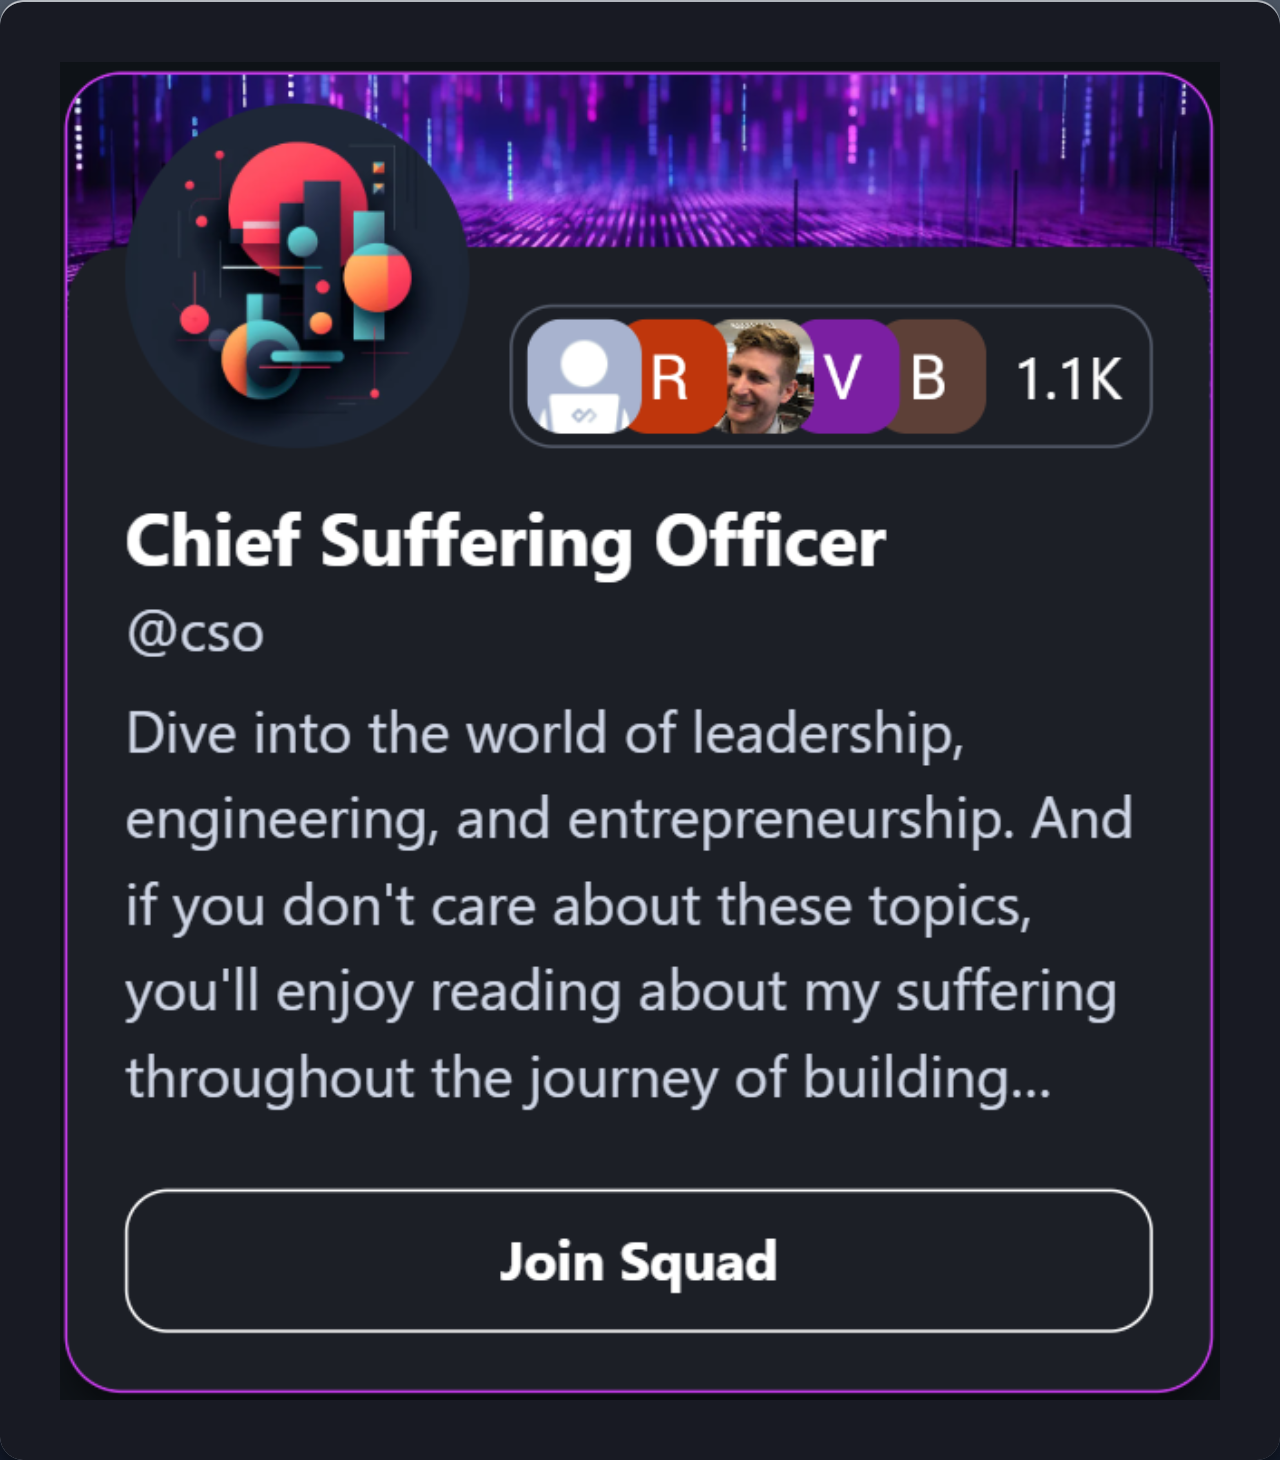 R V B 1.1K
Chief Suffering Officer
@cso
Dive into the world of leadership,
engineering, and entrepreneurship. And
if you don't care about these topics,
you'll enjoy reading about my suffering
throughout the journey of building...
Join Squad